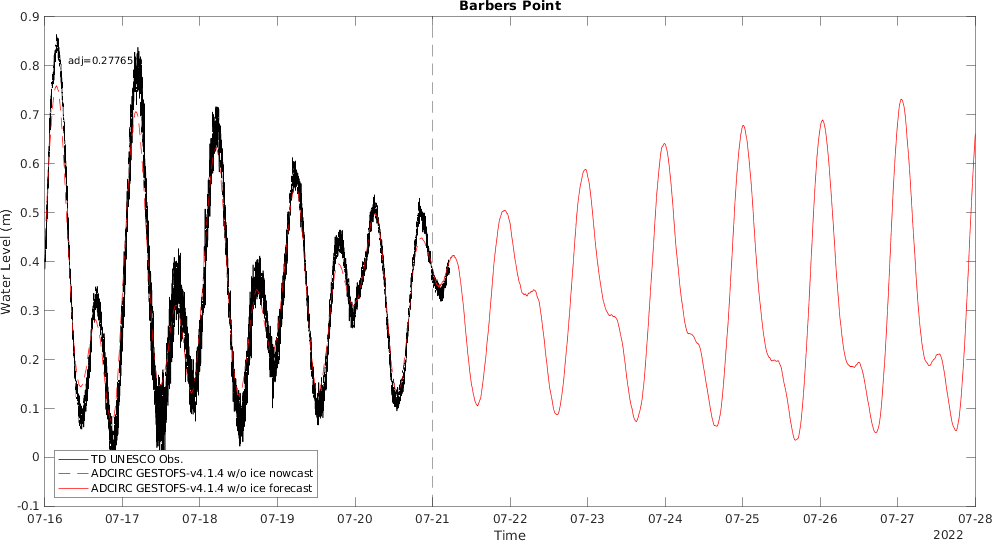 Barbers Point
0.9
0.8
0.7
0.6
0.5
0.4
0.3
0.2
0.1
0
-0.1
Water Level (m)
adj=0.27765
TD UNESCO Obs.
ADCIRC GESTOFS-v4.1.4 w/o ice nowcast
ADCIRC GESTOFS-v4.1.4 w/o ice forecast
07-16 07-17 07-18 07-19 07-20 07-21 07-22 07-23 07-24 07-25 07-26 07-27 07-28
Time
2022